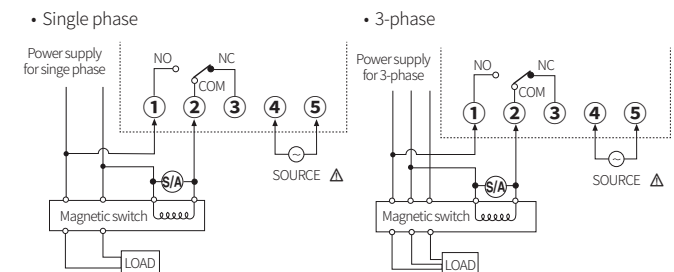 • Single phase
Power supply
for singe phase
NO
NC
COM
1
2
3
4
5
S/A
SOURCE ⚠
Magnetic switch
LOAD
• 3-phase
Power supply
for 3-phase
NO
NC
COM
1
2
3
4
5
S/A
SOURCE ⚠
Magnetic switch
LOAD